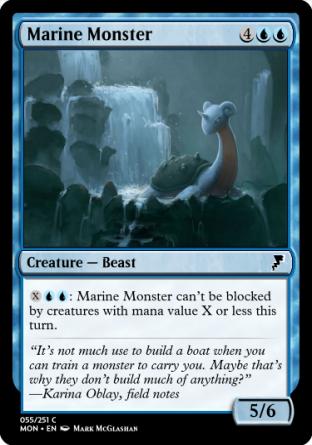 Marine Monster 4
Creature — Beast
X: Marine Monster can't be blocked
by creatures with mana value X or less this
turn.
"It's not much use to build a boat when you
can train a monster to carry you. Maybe that's
why they don't build much of anything?"
—Karina Oblay, field notes
5/6
055/251 C
MON • EN Mark McGlashan